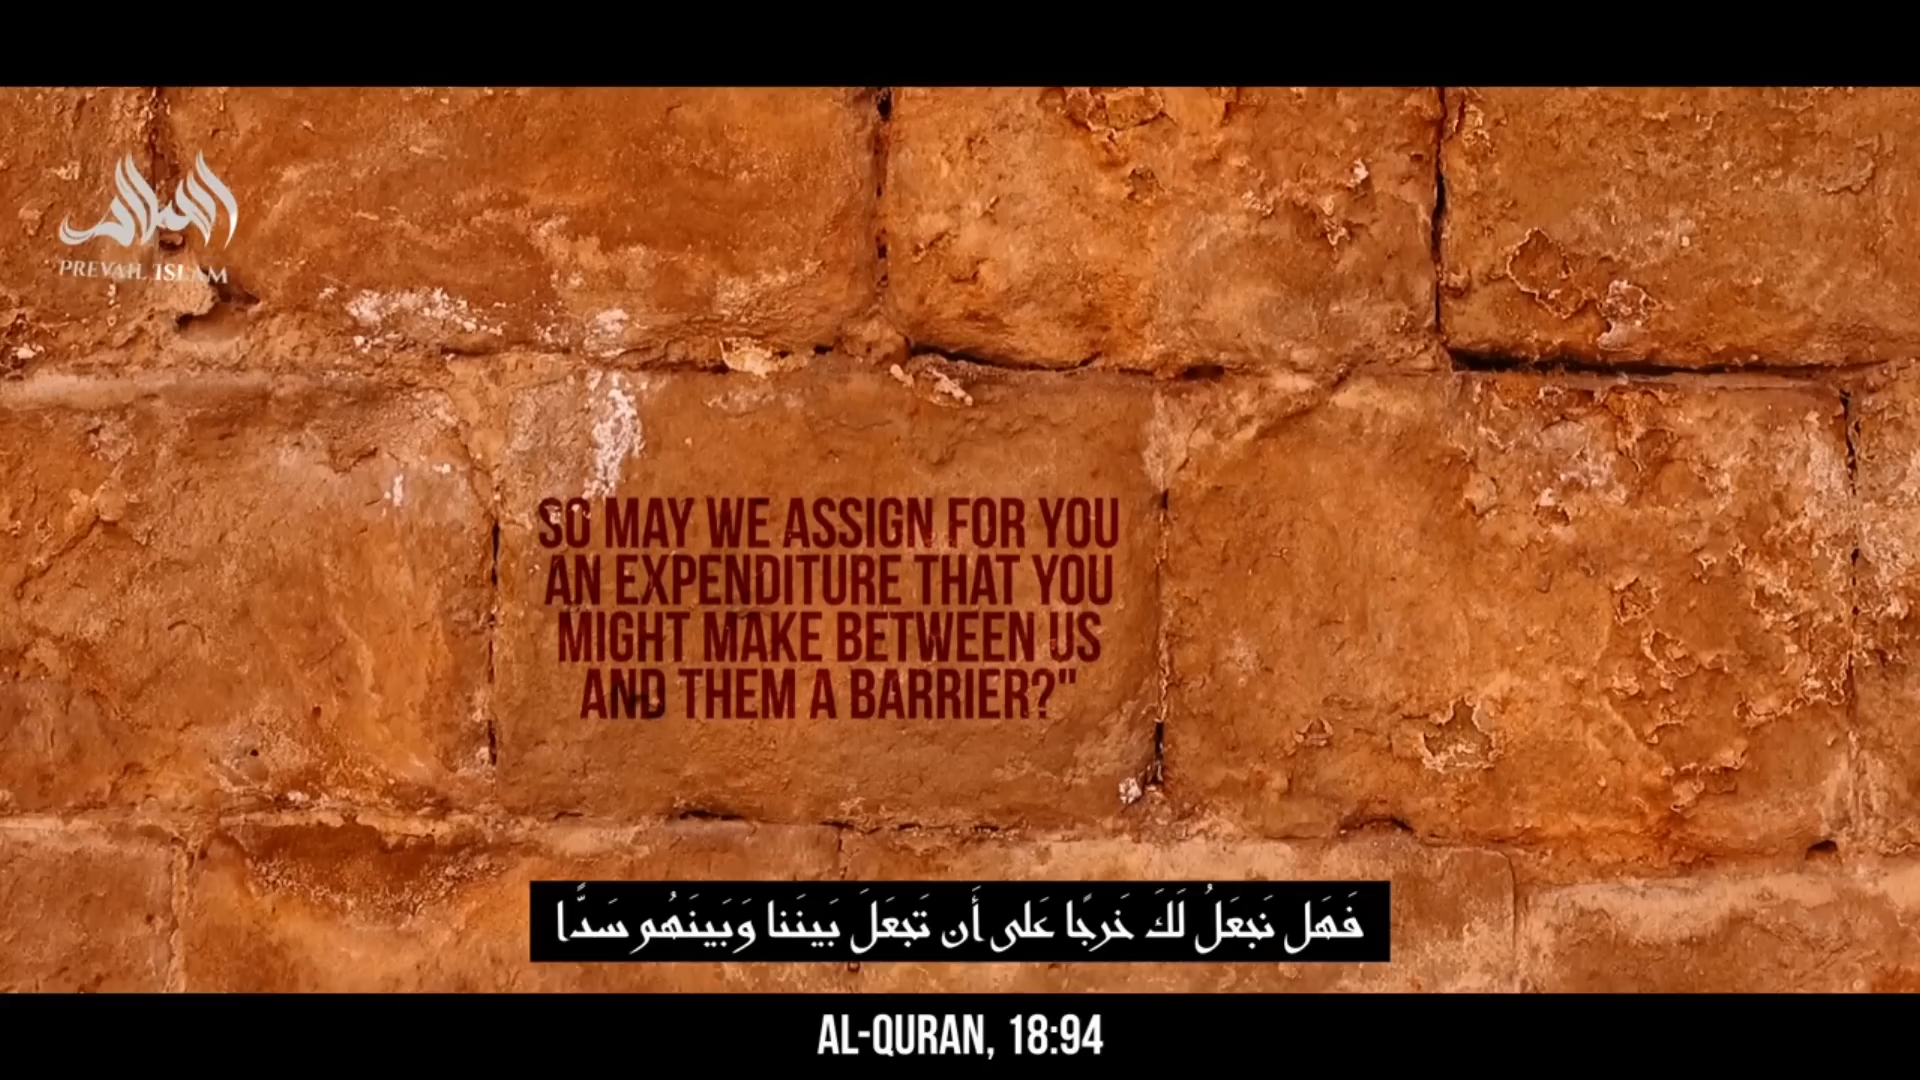 السلام
PREVAIL ISLAM
SO MAY WE ASSIGN FOR YOU
AN EXPENDITURE THAT YOU
MIGHT MAKE BETWEEN US
AND THEM A BARRIER?"
فَهَل نَجعَلُ لَكَ خَرجًا عَلى أَن تَجعَلَ بَينَنا وَبَينَهُم سَدًّا
AL-QURAN, 18:94